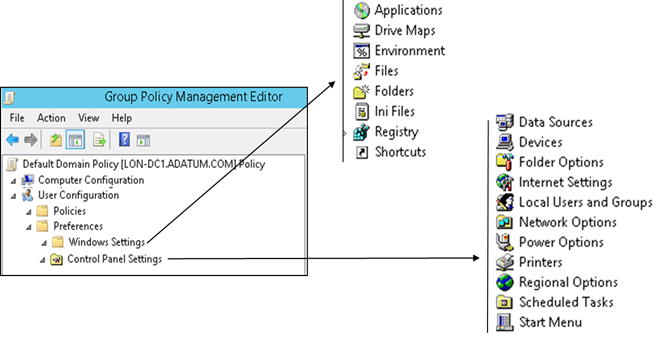 Applications
Drive Maps
Environment
Files
Folders
Ini Files
Registry
Shortcuts
Group Policy Management Editor
File Action View Help
Default Domain Policy [LON-DC1.ADATUM.COM] Policy
Computer Configuration
User Configuration
Policies
Preferences
Windows Settings
Control Panel Settings
Data Sources
Devices
Folder Options
Internet Settings
Local Users and Groups
Network Options
Power Options
Printers
Regional Options
Scheduled Tasks
Start Menu